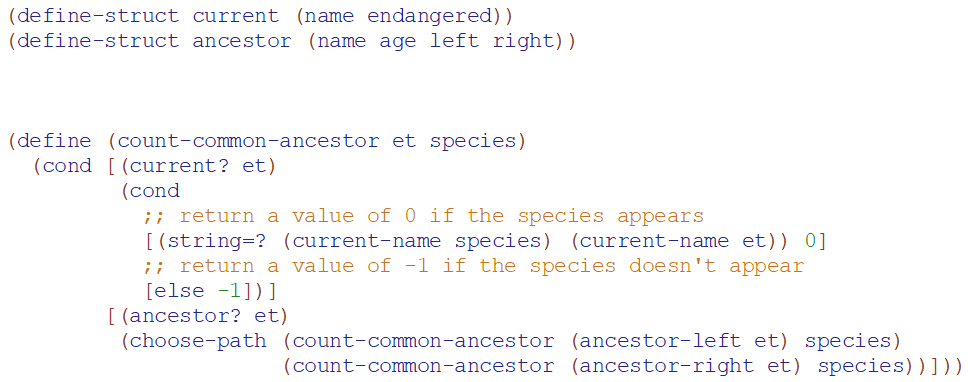 (define-struct current (name endangered))
(define-struct ancestor (name age left right))
(define (count-common-ancestor et species)
  (cond [(current? et)
         (cond
           ;; return a value of 0 if the species appears
           [(string=? (current-name species) (current-name et)) 0]
           ;; return a value of -1 if the species doesn't appear
           [else -1])]
        [(ancestor? et)
         (choose-path (count-common-ancestor (ancestor-left et) species)
                      (count-common-ancestor (ancestor-right et) species))]))